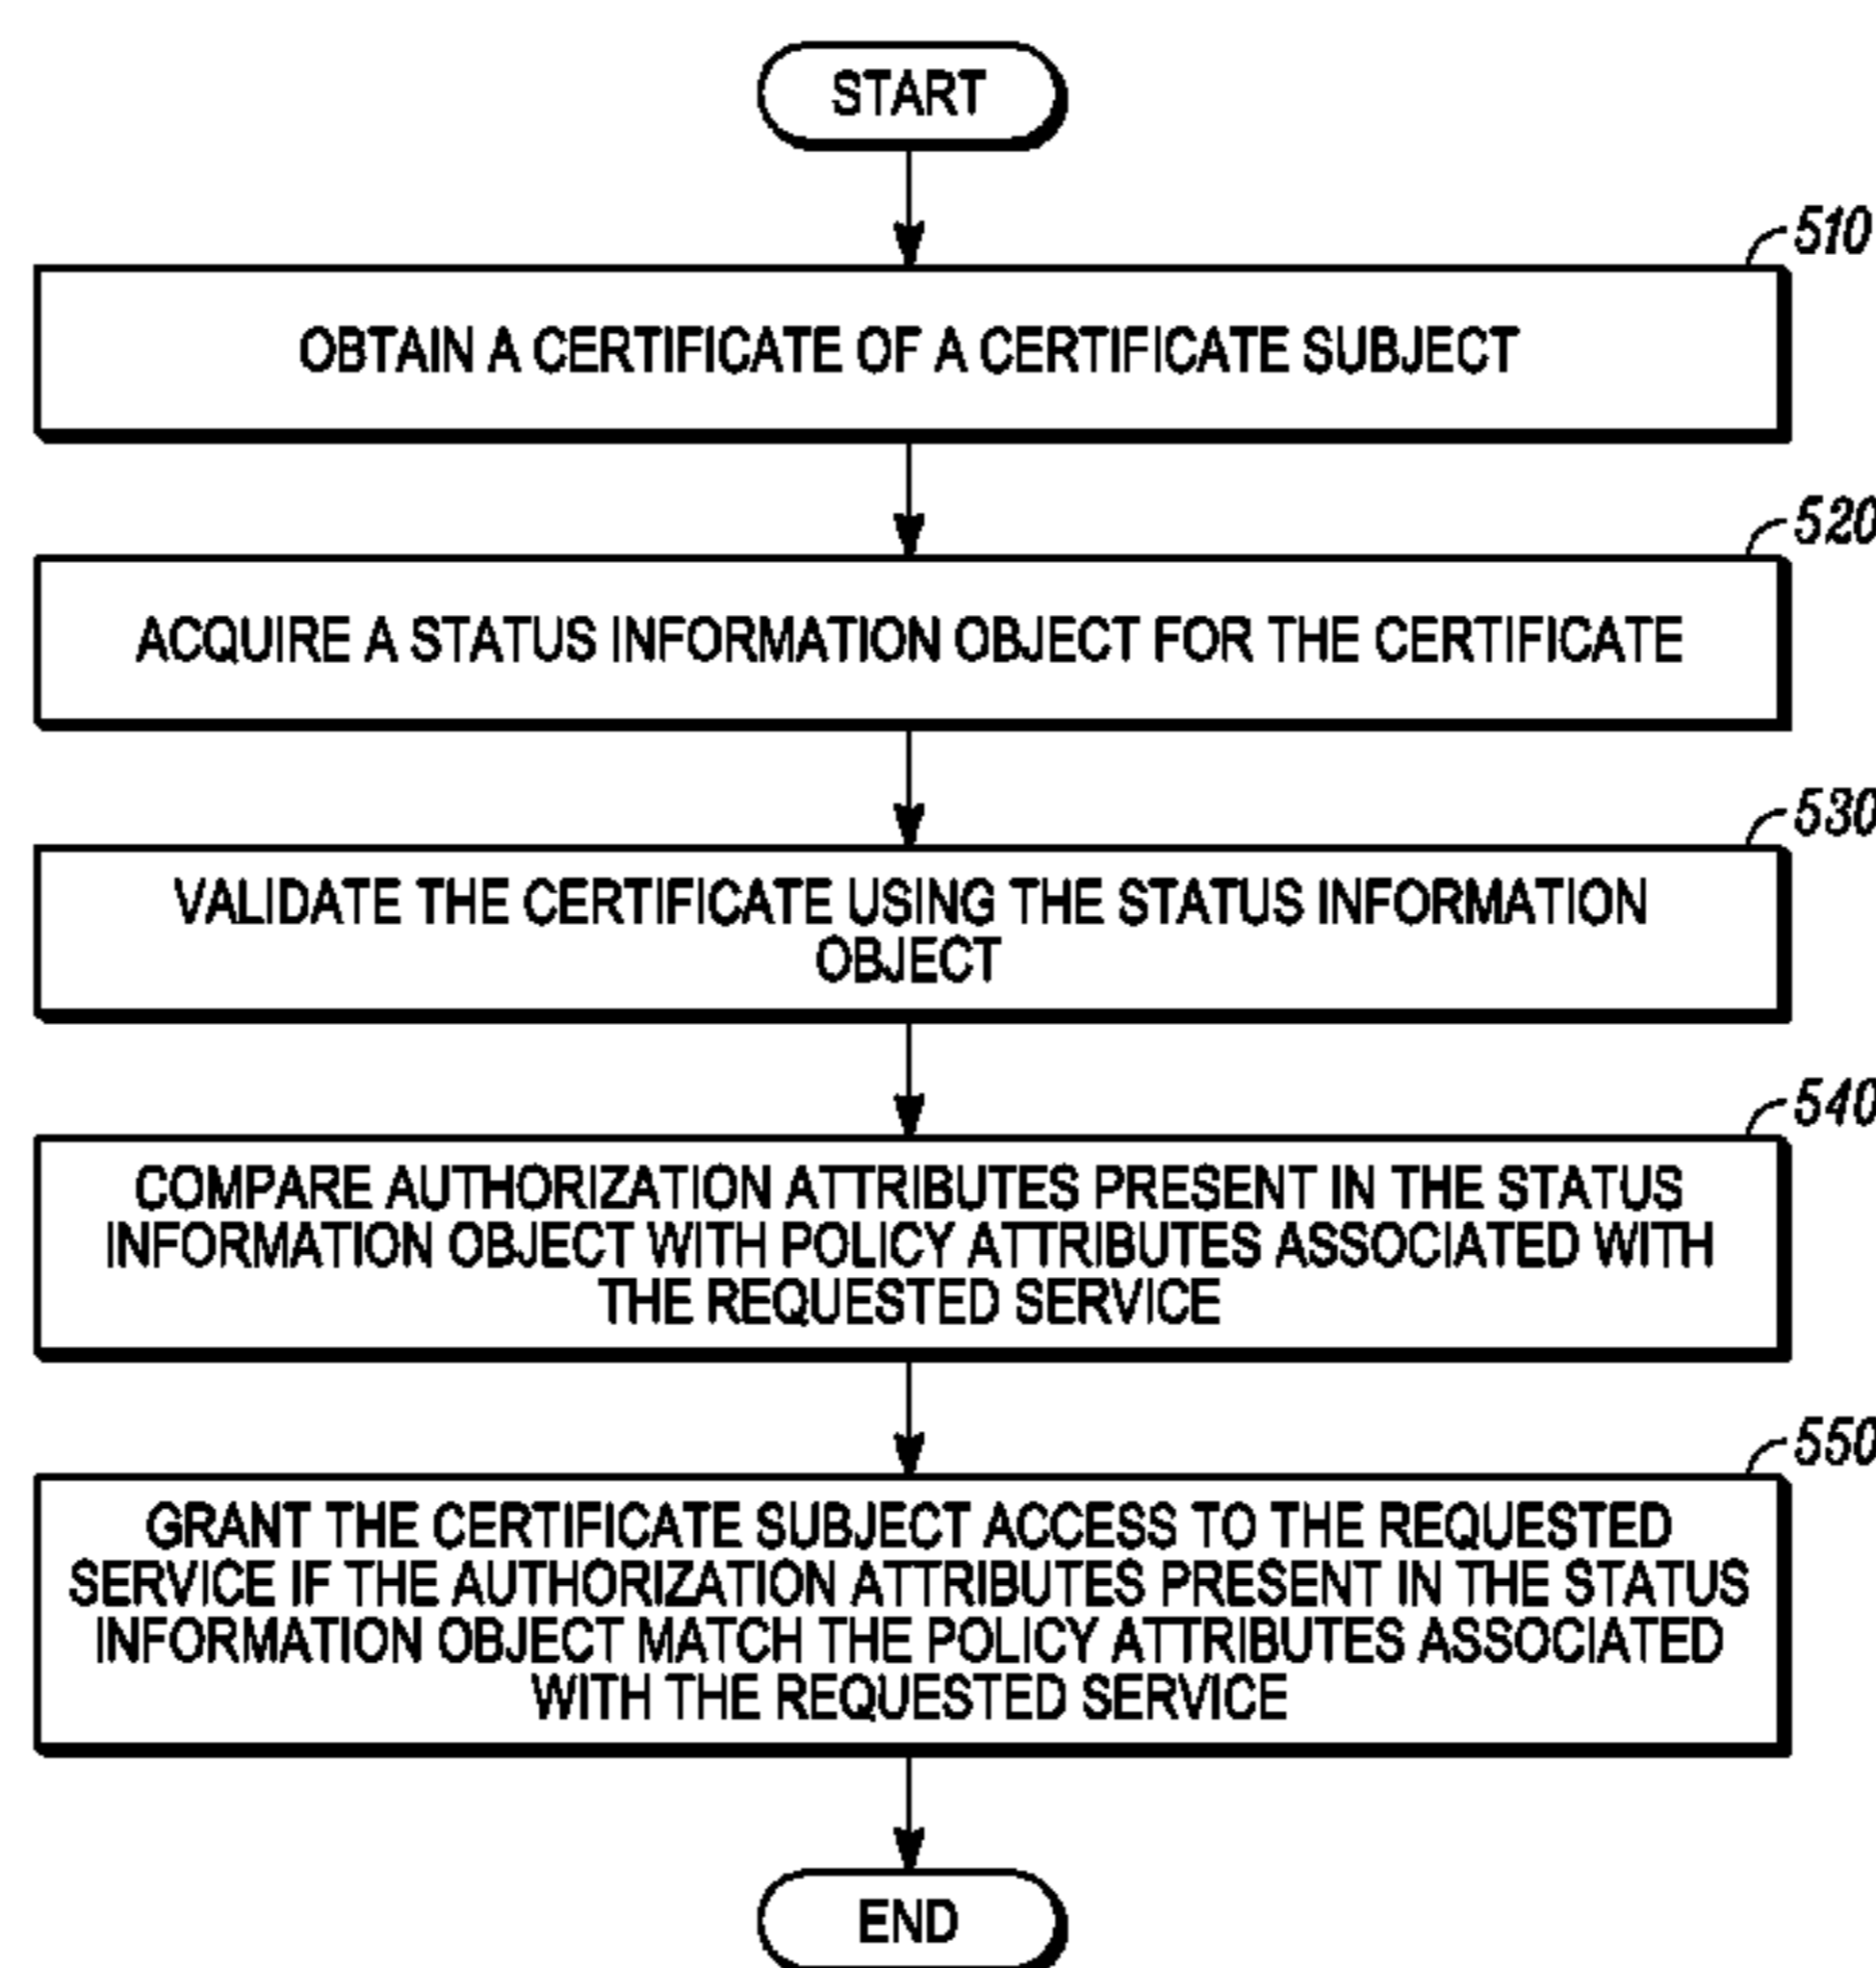 START
510
OBTAIN A CERTIFICATE OF A CERTIFICATE SUBJECT
520
ACQUIRE A STATUS INFORMATION OBJECT FOR THE CERTIFICATE
530
VALIDATE THE CERTIFICATE USING THE STATUS INFORMATION
OBJECT
540
COMPARE AUTHORIZATION ATTRIBUTES PRESENT IN THE STATUS
INFORMATION OBJECT WITH POLICY ATTRIBUTES ASSOCIATED WITH
THE REQUESTED SERVICE
550
GRANT THE CERTIFICATE SUBJECT ACCESS TO THE REQUESTED
SERVICE IF THE AUTHORIZATION ATTRIBUTES PRESENT IN THE STATUS
INFORMATION OBJECT MATCH THE POLICY ATTRIBUTES ASSOCIATED
WITH THE REQUESTED SERVICE
END